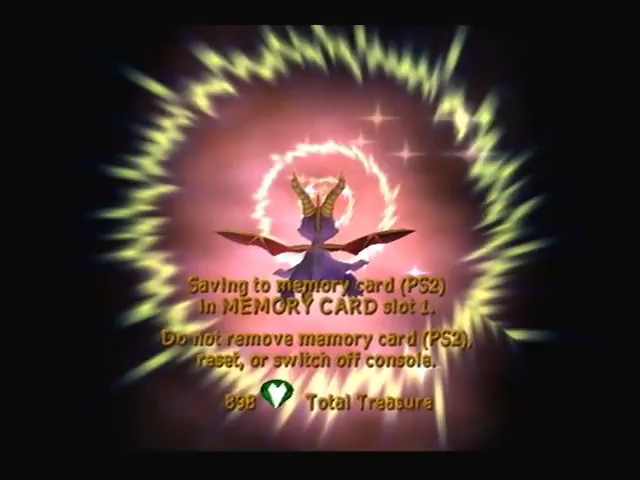 Saving to memory card (PS2)
in MEMORY CARD slot 1.
Do not remove memory card (PS2),
reset, or switch off console.
898 Total Treasure